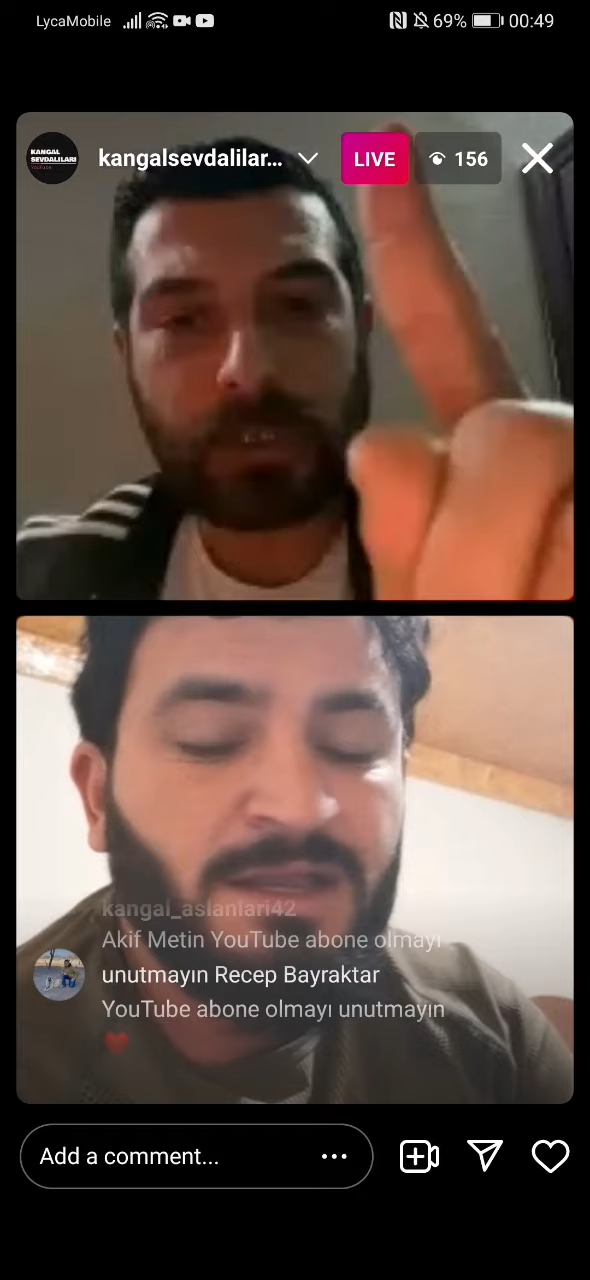 LycaMobile
69% 00:49
KANGAL
SEVDALILARI
YouTube
kangalsevdalilar...
LIVE
156
kangal_aslanlari42
Akif Metin YouTube abone olmayı
unutmayın Recep Bayraktar
YouTube abone olmayı unutmayın
❤️
Add a comment...